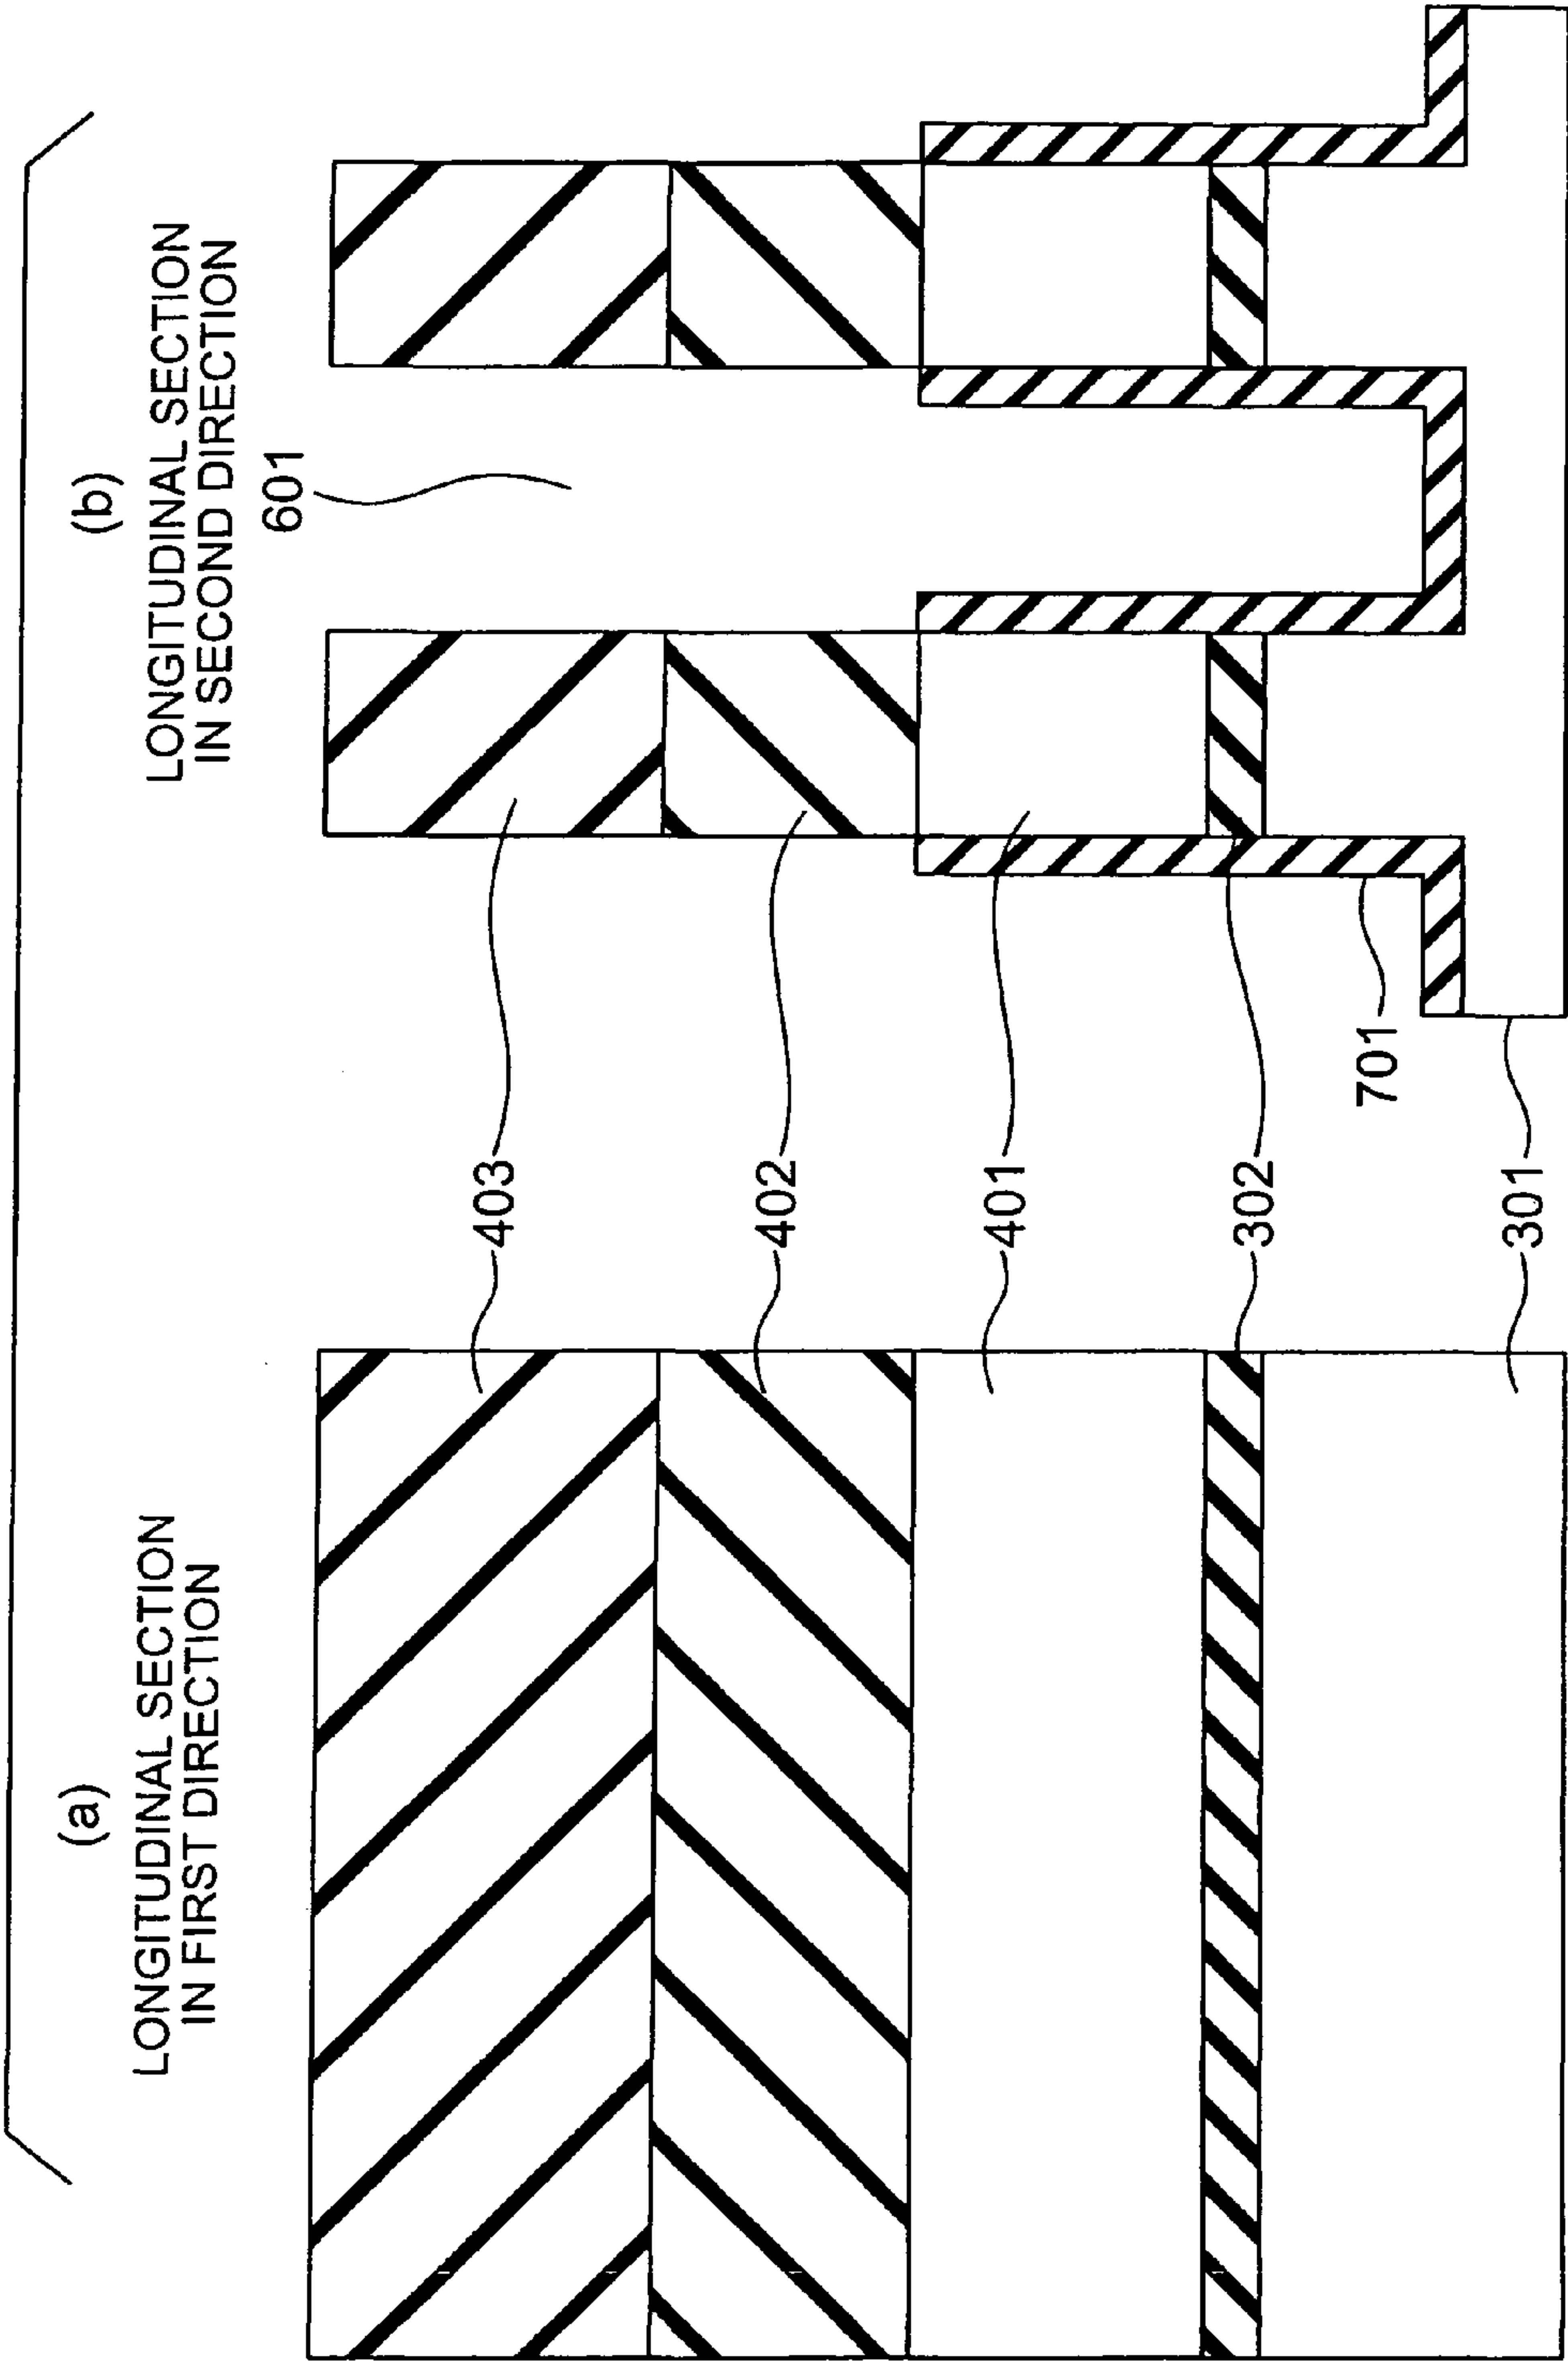 (a)
LONGITUDINAL SECTION
IN FIRST DIRECTION
(b)
LONGITUDINAL SECTION
IN SECOND DIRECTION
601
403
402
401
302
701
301